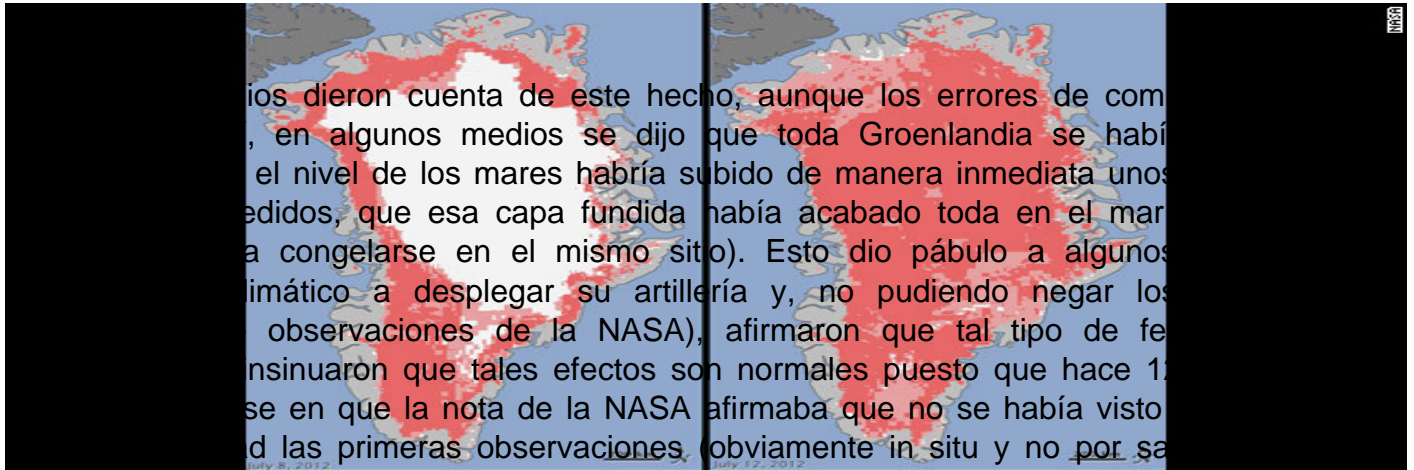 NASA
ios dieron cuenta de este hecho, aunque los errores de com
, en algunos medios se dijo que toda Groenlandia se habí
el nivel de los mares habría subido de manera inmediata unos
edidos, que esa capa fundida había acabado toda en el mar
a congelarse en el mismo sitio). Esto dio pábulo a algunos
limático a desplegar su artillería y, no pudiendo negar los
observaciones de la NASA), afirmaron que tal tipo de fe
nsinuaron que tales efectos son normales puesto que hace 12
se en que la nota de la NASA afirmaba que no se había visto
ad las primeras observaciones (obviamente in situ y no por sa
July 8, 2012
July 12, 2012